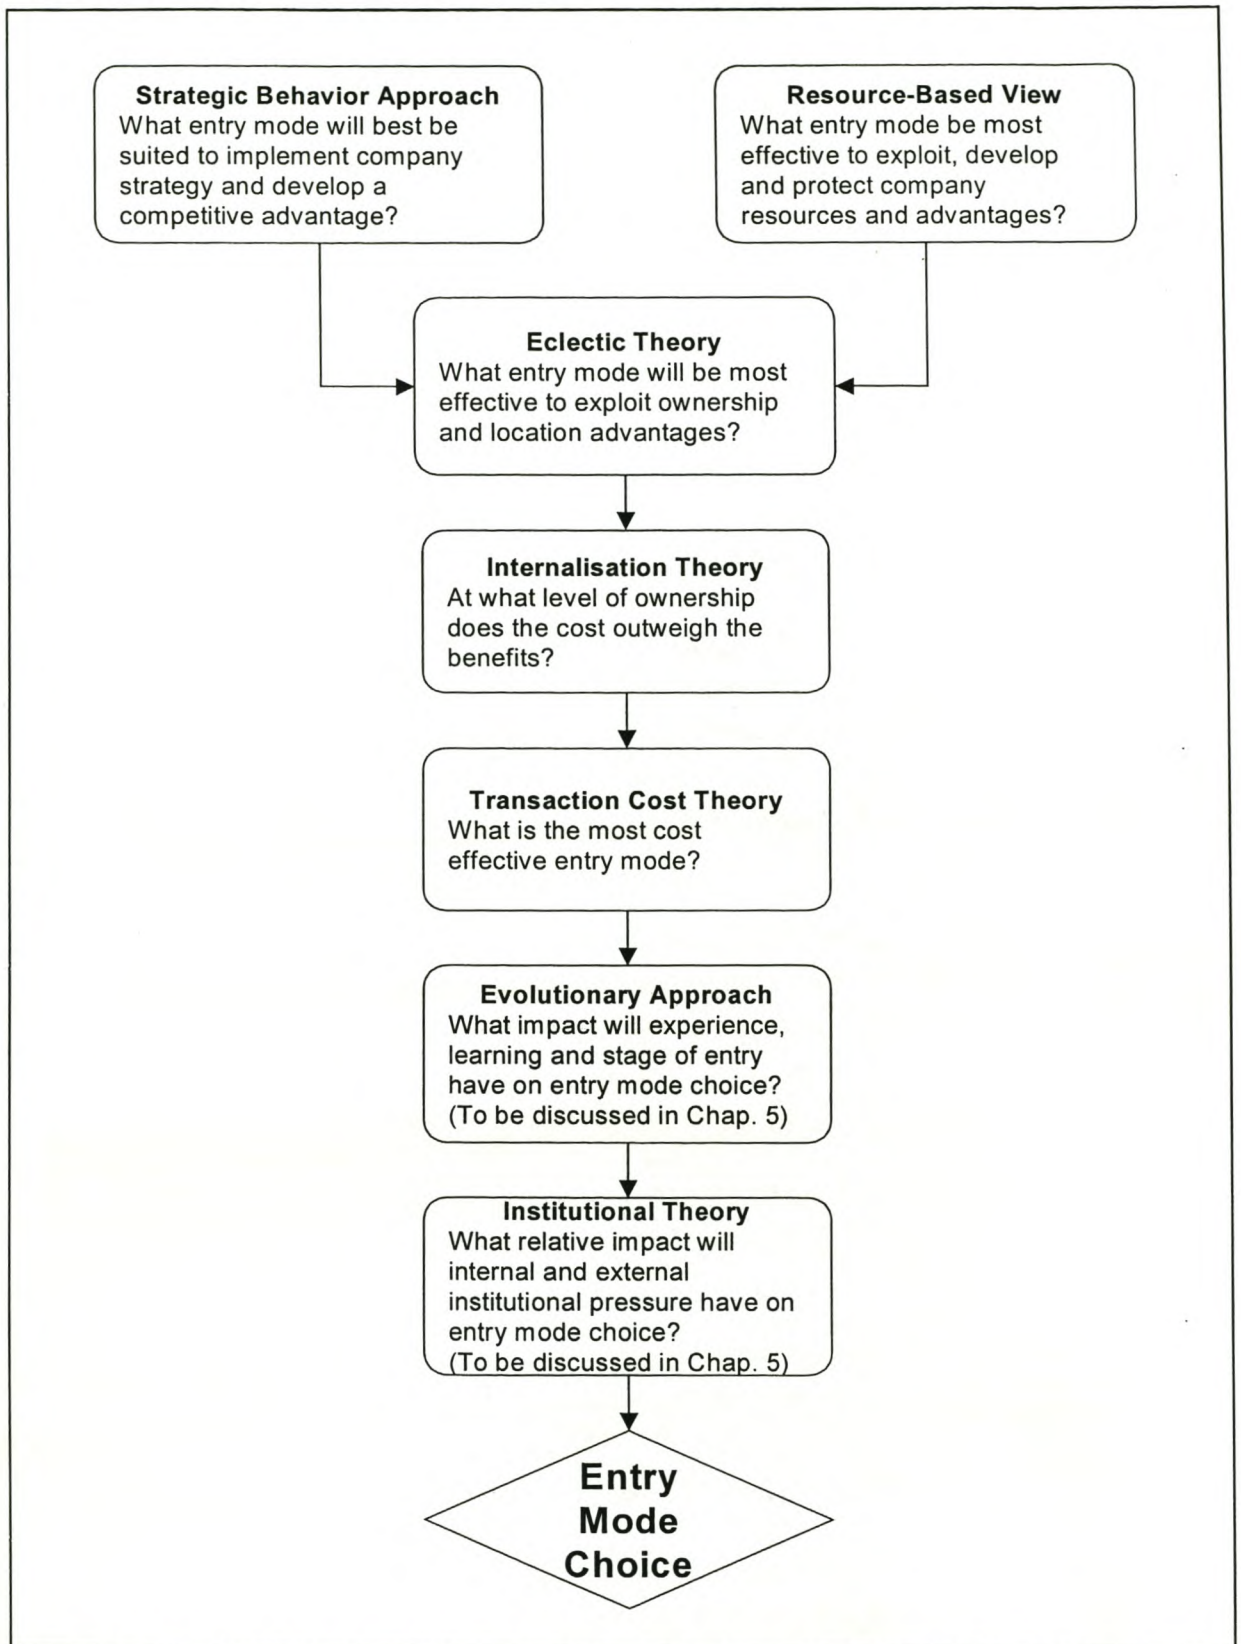 Strategic Behavior Approach
What entry mode will best be
suited to implement company
strategy and develop a
competitive advantage?
Resource-Based View
What entry mode be most
effective to exploit, develop
and protect company
resources and advantages?
Eclectic Theory
What entry mode will be most
effective to exploit ownership
and location advantages?
Internalisation Theory
At what level of ownership
does the cost outweigh the
benefits?
Transaction Cost Theory
What is the most cost
effective entry mode?
Evolutionary Approach
What impact will experience,
learning and stage of entry
have on entry mode choice?
(To be discussed in Chap. 5)
Institutional Theory
What relative impact will
internal and external
institutional pressure have on
entry mode choice?
(To be discussed in Chap. 5)
Entry
Mode
Choice